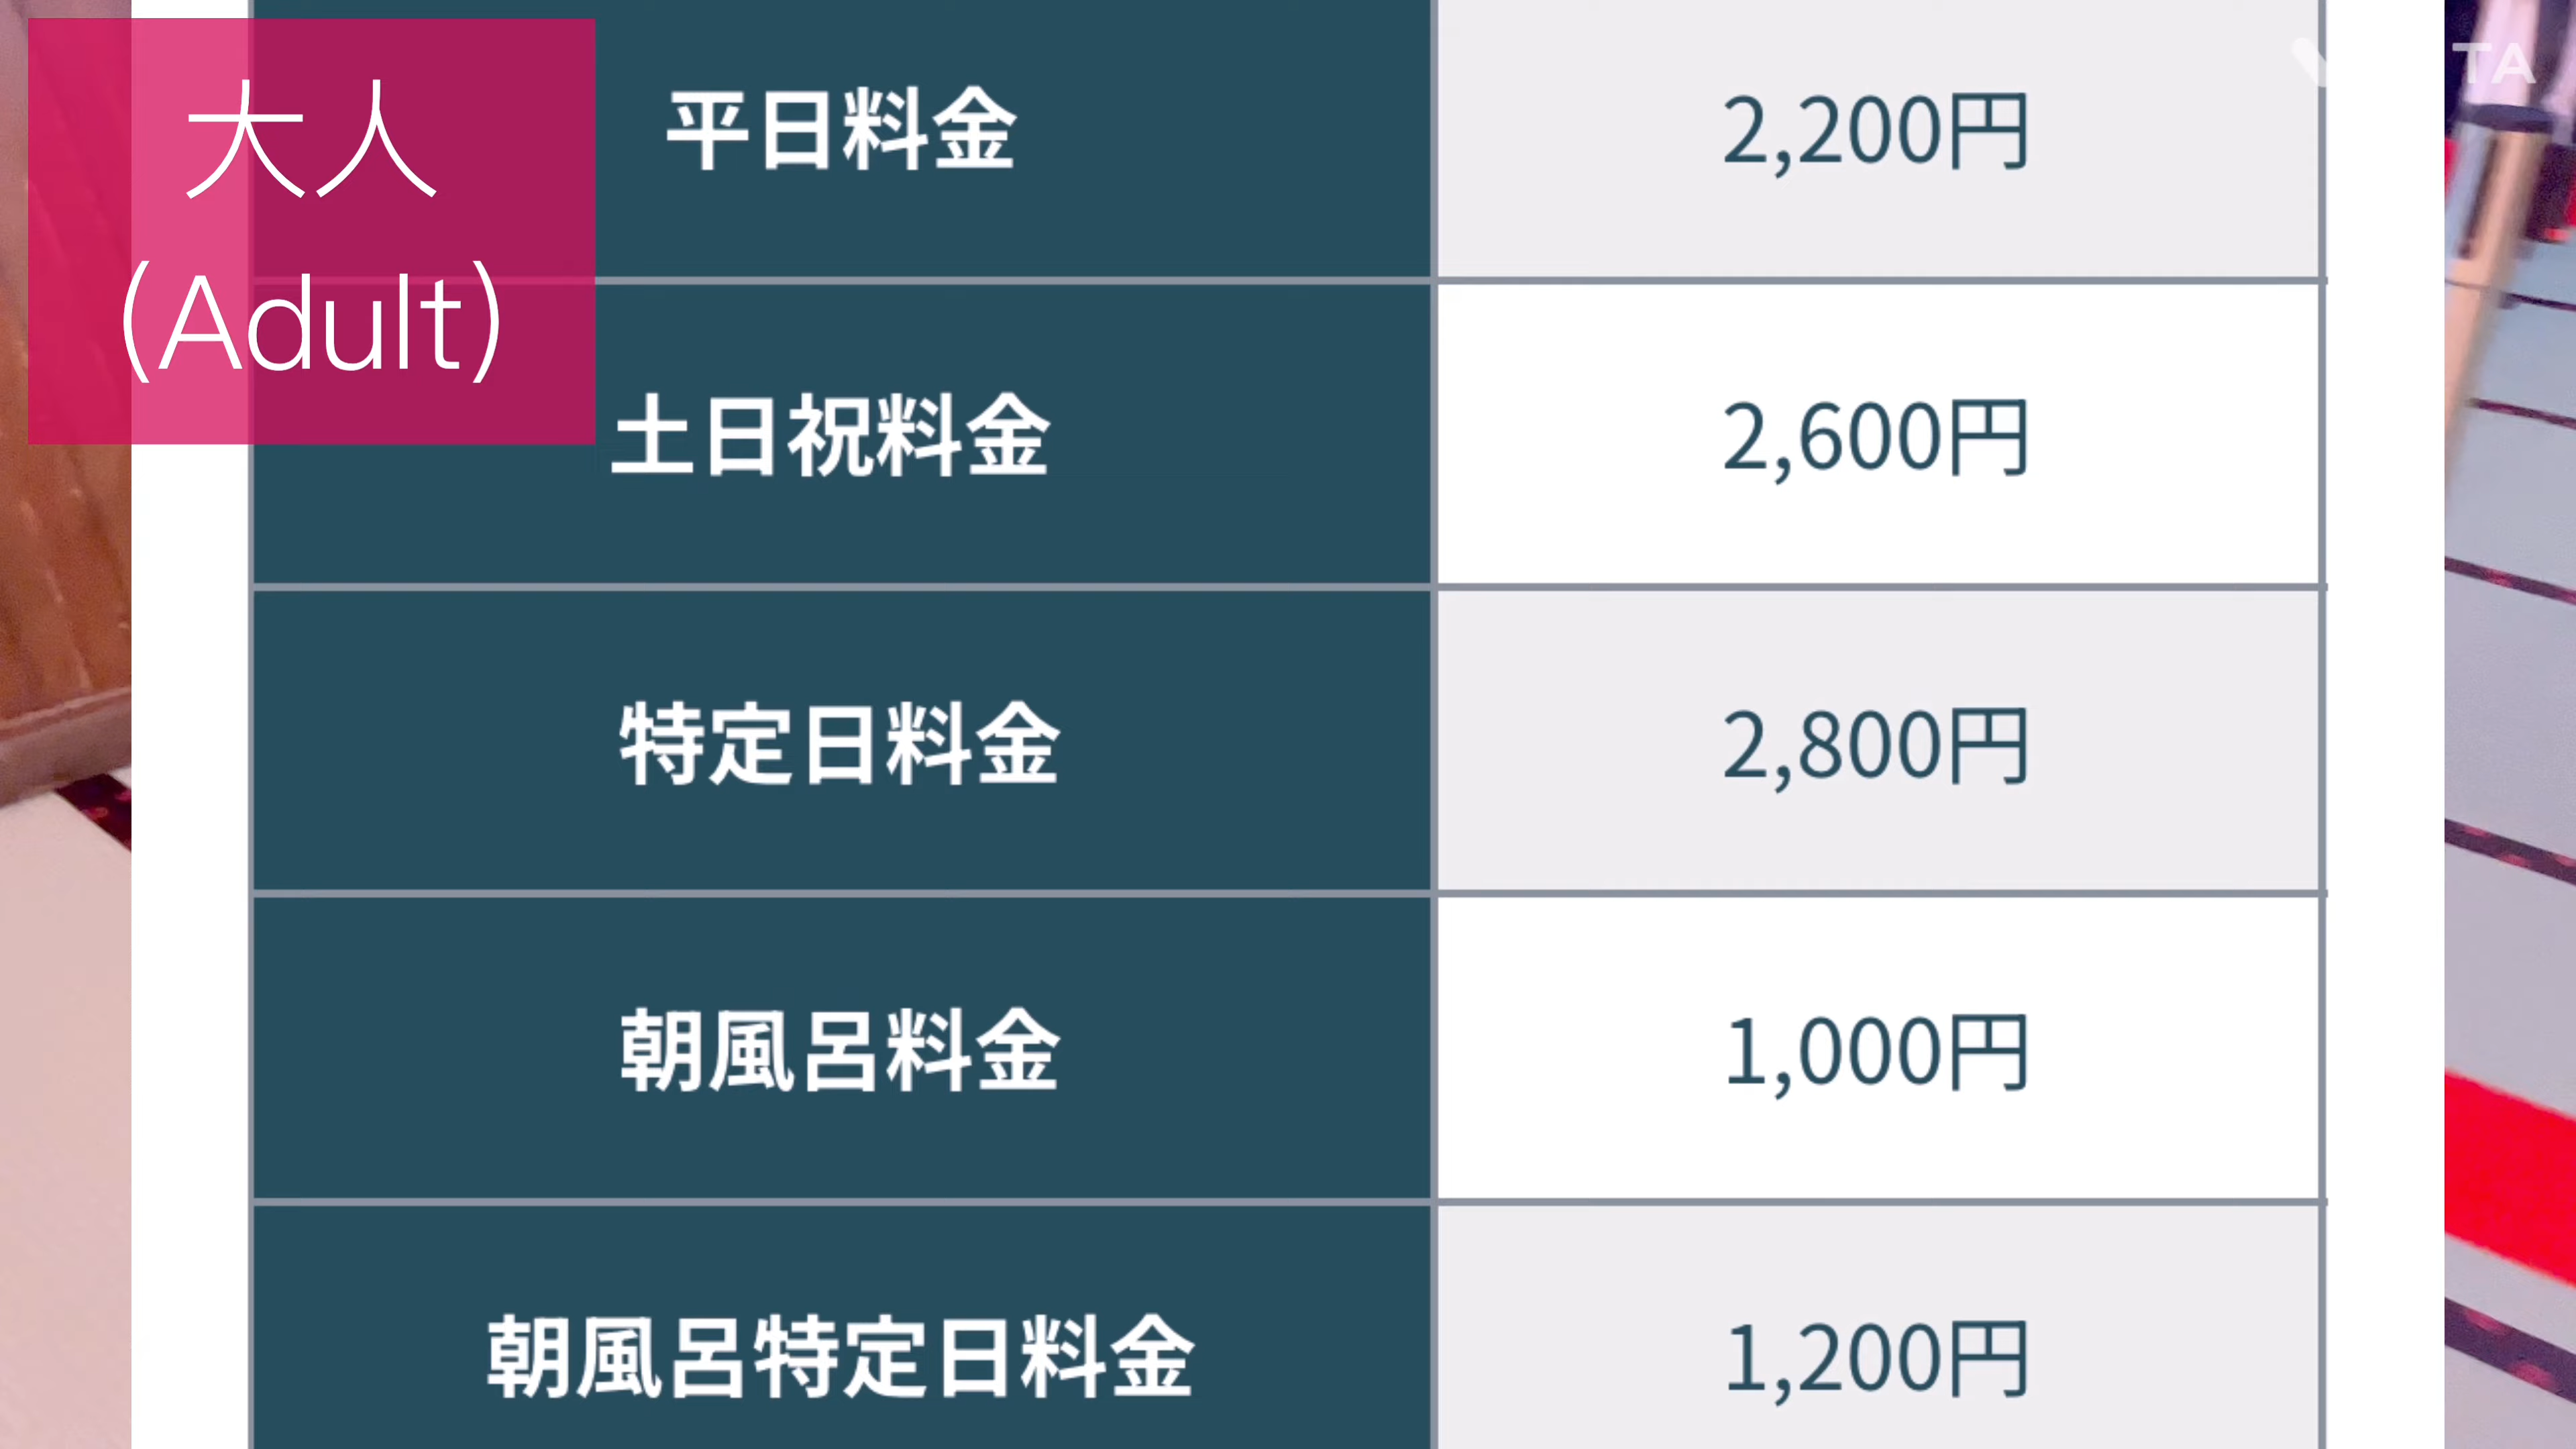 大人
(Adult)
平日料金 2,200円
土日祝料金 2,600円
特定日料金 2,800円
朝風呂料金 1,000円
朝風呂特定日料金 1,200円
TA